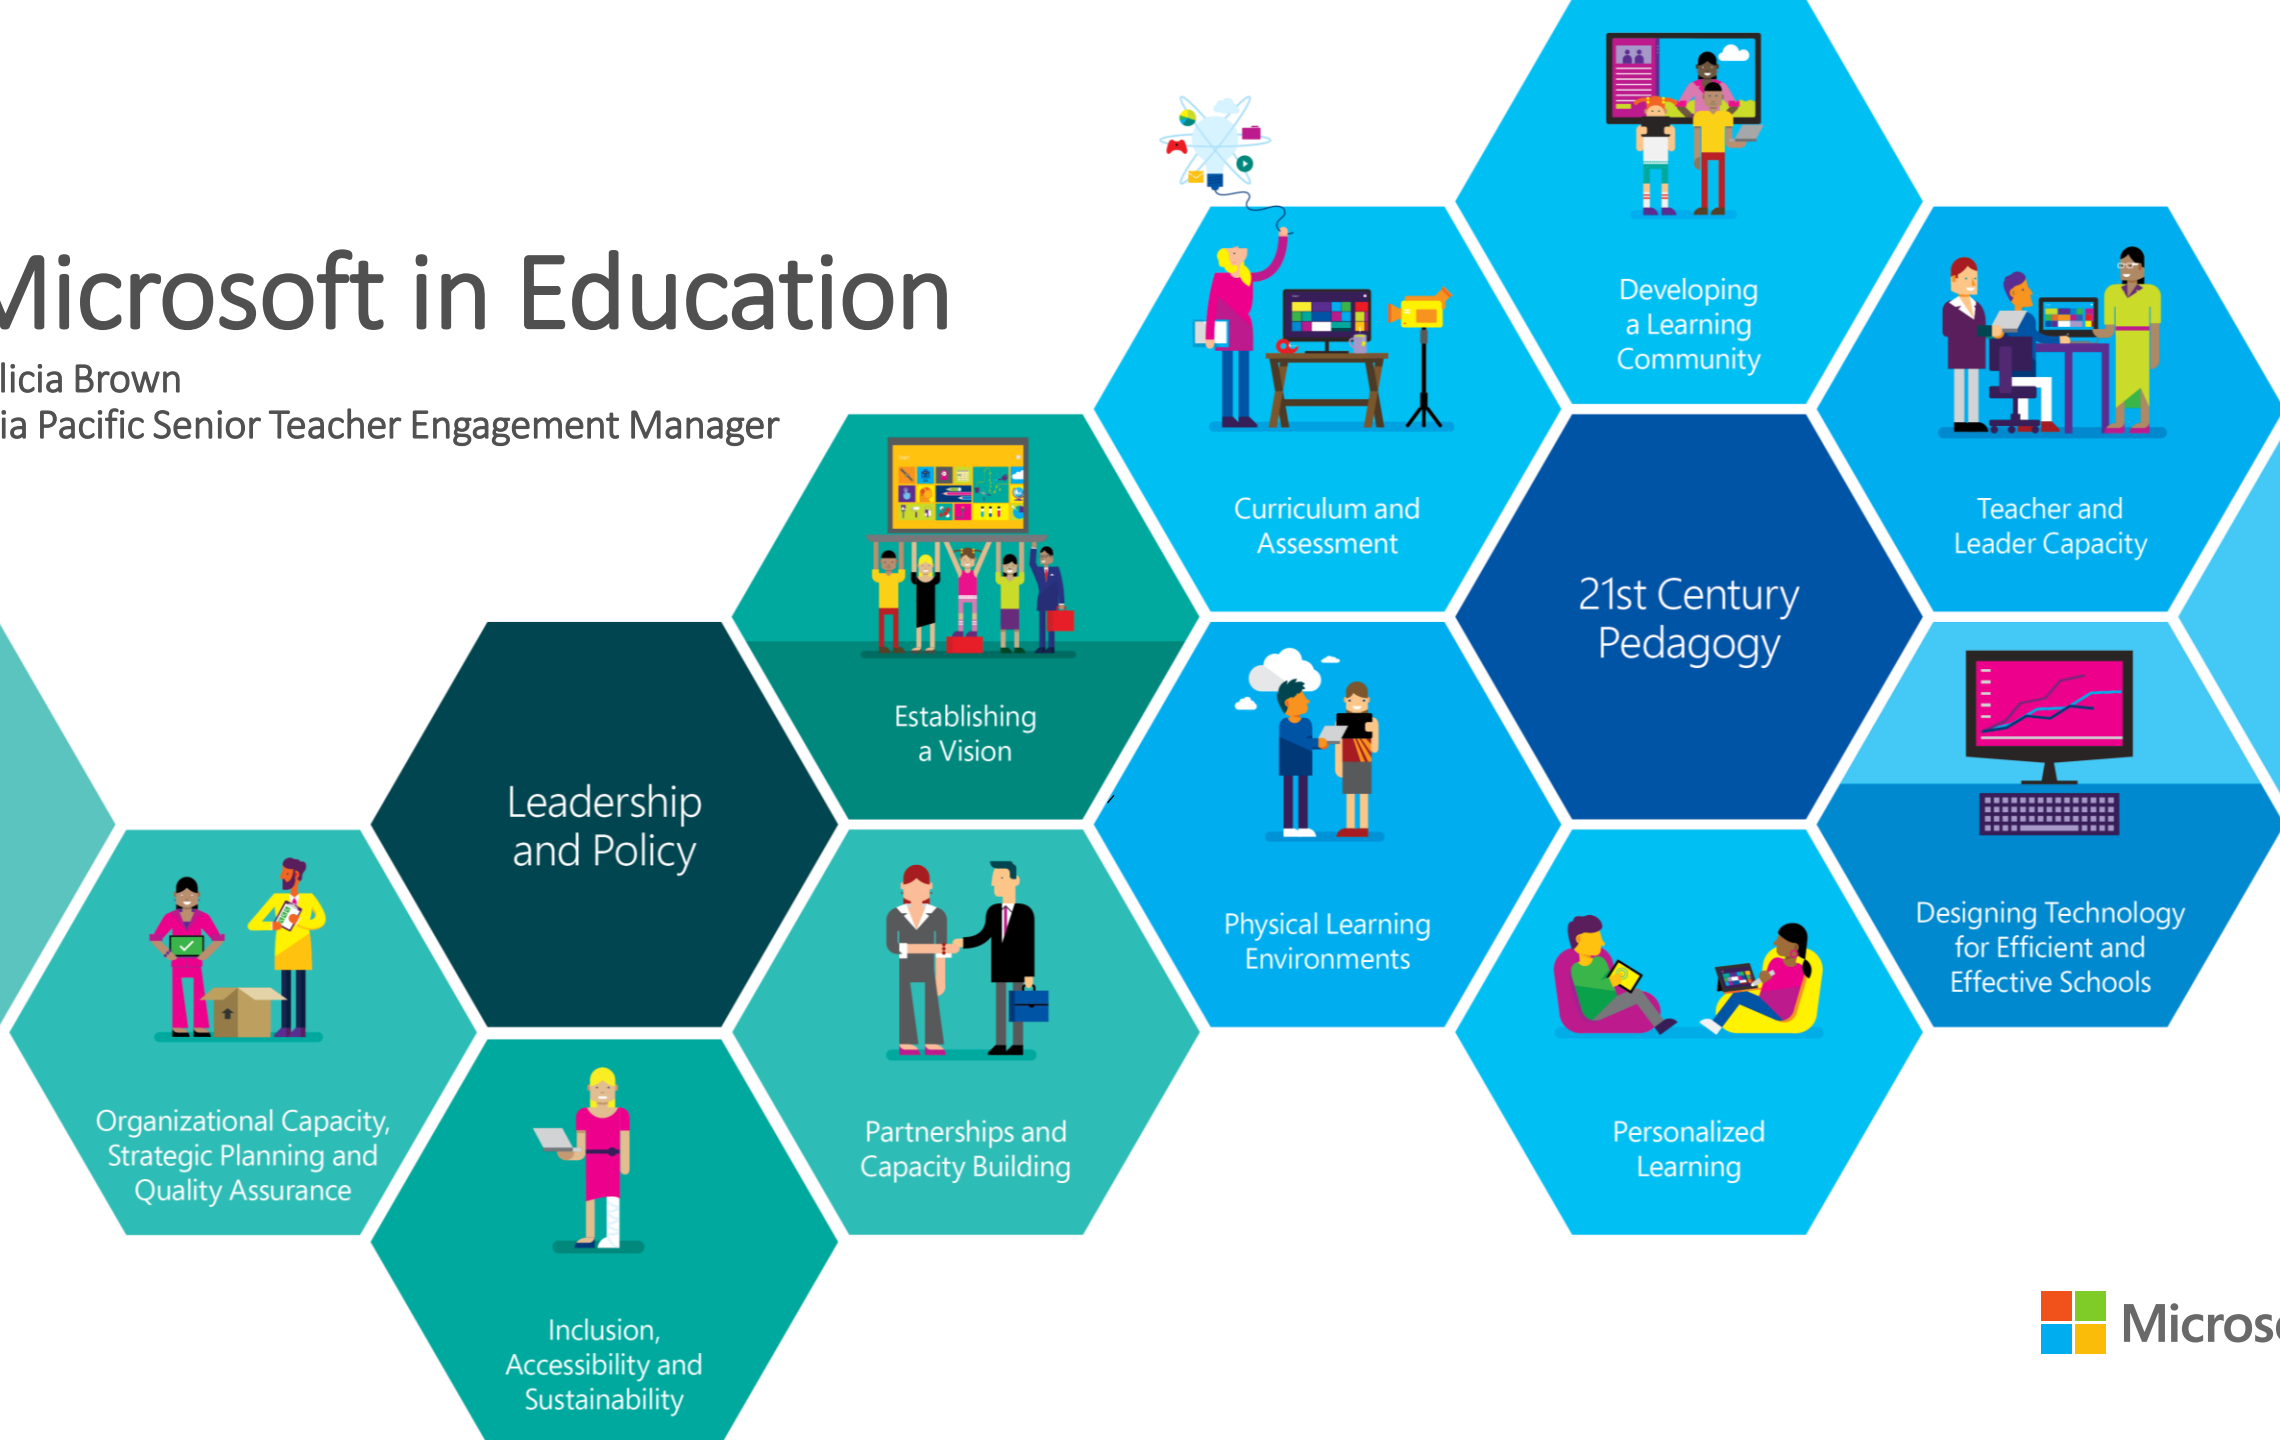 Microsoft in Education
licia Brown
ia Pacific Senior Teacher Engagement Manager
Developing
a Learning
Community
Curriculum and
Assessment
Teacher and
Leader Capacity
21st Century
Pedagogy
Establishing
a Vision
Leadership
and Policy
Physical Learning
Environments
Designing Technology
for Efficient and
Effective Schools
Organizational Capacity,
Strategic Planning and
Quality Assurance
Partnerships and
Capacity Building
Personalized
Learning
Inclusion,
Accessibility and
Sustainability
Microso